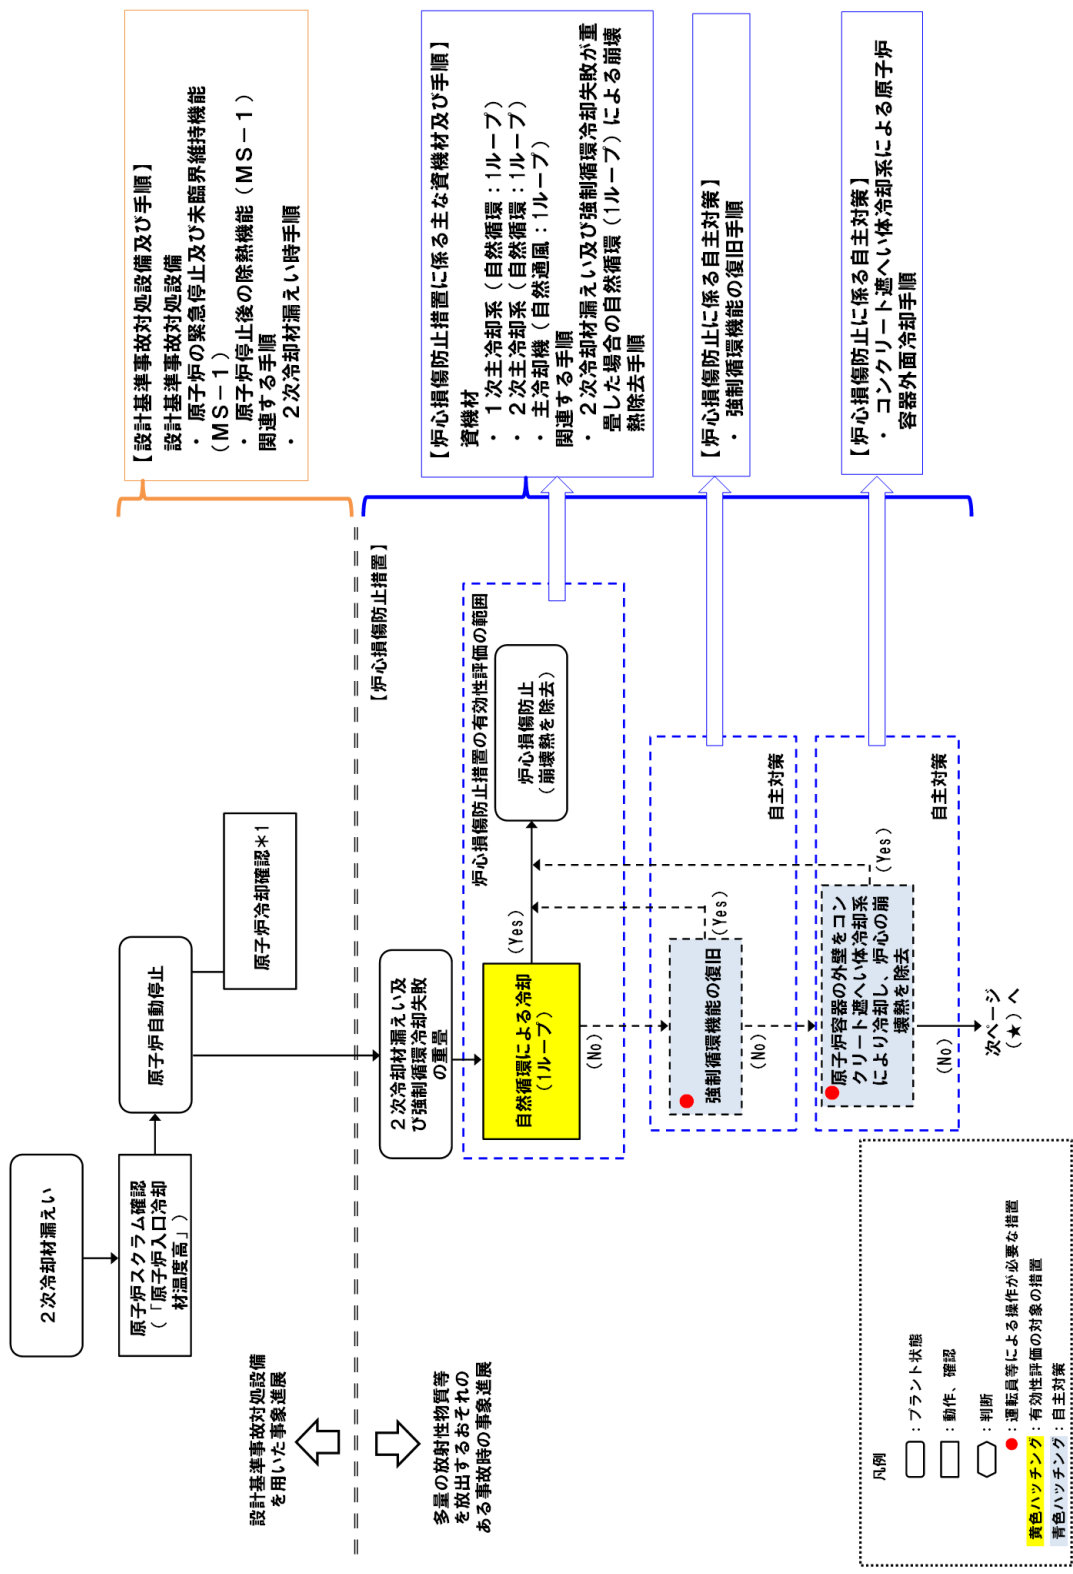 2次冷却材漏えい
原子炉スクラム確認
(「原子炉入口冷却
材温度高」)
原子炉自動停止
原子炉冷却確認*1
設計基準事故対処設備
を用いた事象進展
多量の放射性物質等
を放出するおそれの
ある事故時の事象進展
【設計基準事故対処設備及び手順】
設計基準事故対処設備
・原子炉の緊急停止及び未臨界維持機能
(MS-1)
・原子炉停止後の除熱機能(MS-1)
関連する手順
・2次冷却材漏えい時手順
【炉心損傷防止措置】
2次冷却材漏えい及
び強制循環冷却失敗
の重畳
炉心損傷防止措置の有効性評価の範囲
自然循環による冷却
(1ループ)
(Yes)
(No)
炉心損傷防止
(崩壊熱を除去)
【炉心損傷防止措置に係る主な資機材及び手順】
資機材
・1次主冷却系(自然循環:1ループ)
・2次主冷却系(自然循環:1ループ)
・主冷却機(自然通風:1ループ)
関連する手順
・2次冷却材漏えい及び強制循環冷却失敗が重
畳した場合の自然循環(1ループ)による崩壊
熱除去手順
強制循環機能の復旧
(Yes)
(No)
自主対策
【炉心損傷防止に係る自主対策】
・強制循環機能の復旧手順
原子炉容器の外壁をコン
クリート遮へい体冷却系
により冷却し、炉心の崩
壊熱を除去
(Yes)
(No)
自主対策
【炉心損傷防止に係る自主対策】
・コンクリート遮へい体冷却系による原子炉
容器外面冷却手順
次ページ
(★)へ
凡例
:プラント状態
:動作、確認
:判断
:運転員等による操作が必要な措置
黄色ハッチング:有効性評価の対象の措置
青色ハッチング:自主対策